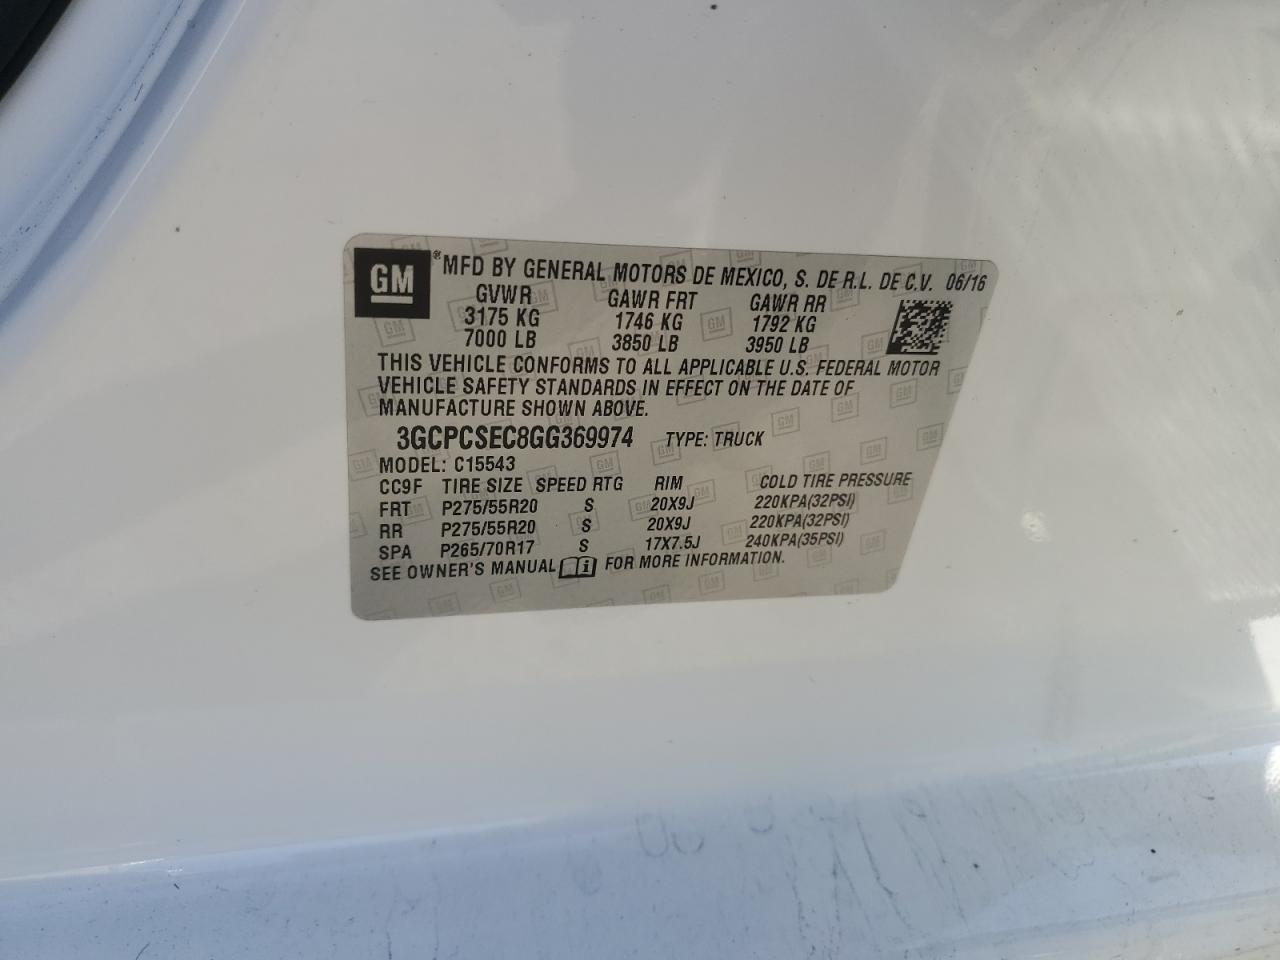 GM ® MFD BY GENERAL MOTORS DE MEXICO, S. DE R.L. DE C.V. 06/16
GVWR GAWR FRT GAWR RR
3175 KG 1746 KG 1792 KG
7000 LB 3850 LB 3950 LB
THIS VEHICLE CONFORMS TO ALL APPLICABLE U.S. FEDERAL MOTOR
VEHICLE SAFETY STANDARDS IN EFFECT ON THE DATE OF
MANUFACTURE SHOWN ABOVE.
3GCPCSEC8GG369974 TYPE: TRUCK
MODEL: C15543
CC9F TIRE SIZE SPEED RTG RIM COLD TIRE PRESSURE
FRT P275/55R20 S 20X9J 220KPA(32PSI)
RR P275/55R20 S 20X9J 220KPA(32PSI)
SPA P265/70R17 S 17X7.5J 240KPA(35PSI)
SEE OWNER'S MANUAL i FOR MORE INFORMATION.